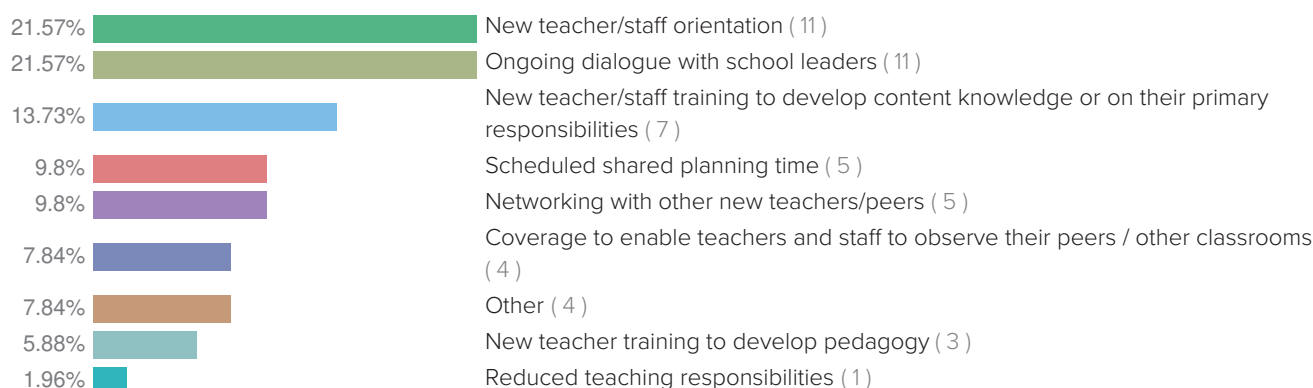 21.57% New teacher/staff orientation ( 11 )
21.57% Ongoing dialogue with school leaders ( 11 )
New teacher/staff training to develop content knowledge or on their primary
13.73% responsibilities ( 7 )
9.8% Scheduled shared planning time ( 5 )
9.8% Networking with other new teachers/peers ( 5 )
Coverage to enable teachers and staff to observe their peers / other classrooms
7.84% ( 4 )
7.84% Other ( 4 )
5.88% New teacher training to develop pedagogy ( 3 )
1.96% Reduced teaching responsibilities ( 1 )